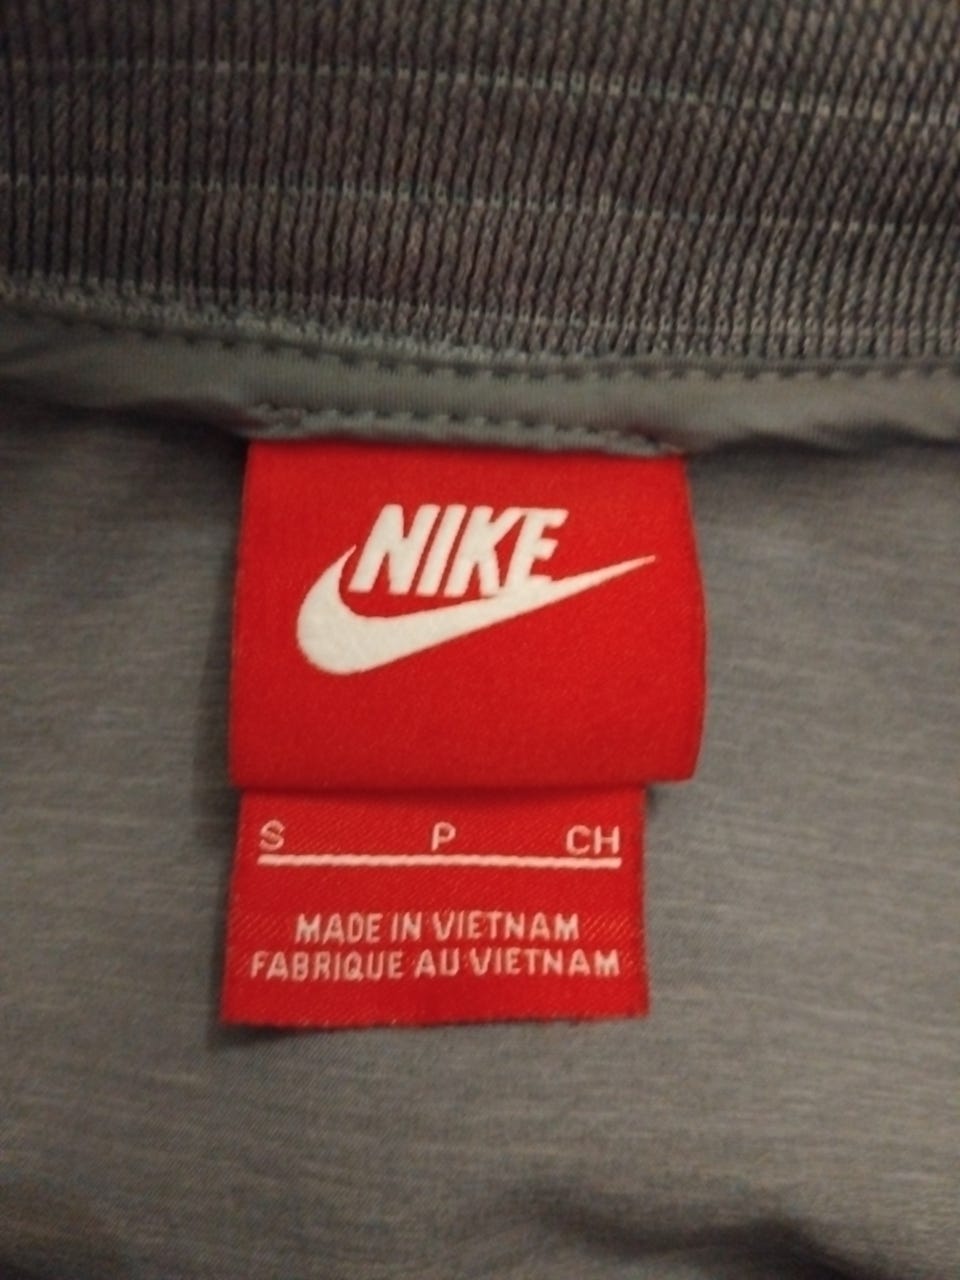 NIKE
S P CH
MADE IN VIETNAM
FABRIQUE AU VIETNAM